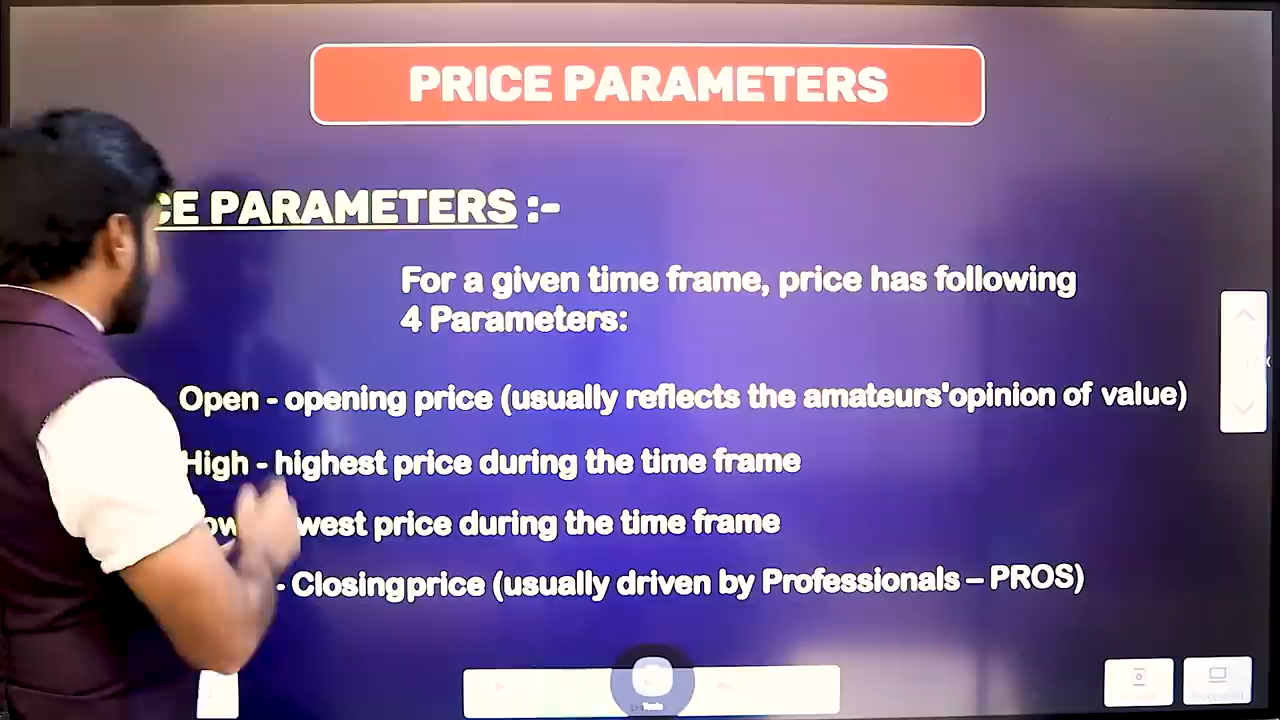 PRICE PARAMETERS
CE PARAMETERS :-
For a given time frame, price has following
4 Parameters:
Open - opening price (usually reflects the amateurs'opinion of value)
High - highest price during the time frame
ow west price during the time frame
- Closingprice (usually driven by Professionals – PROS)
Tools